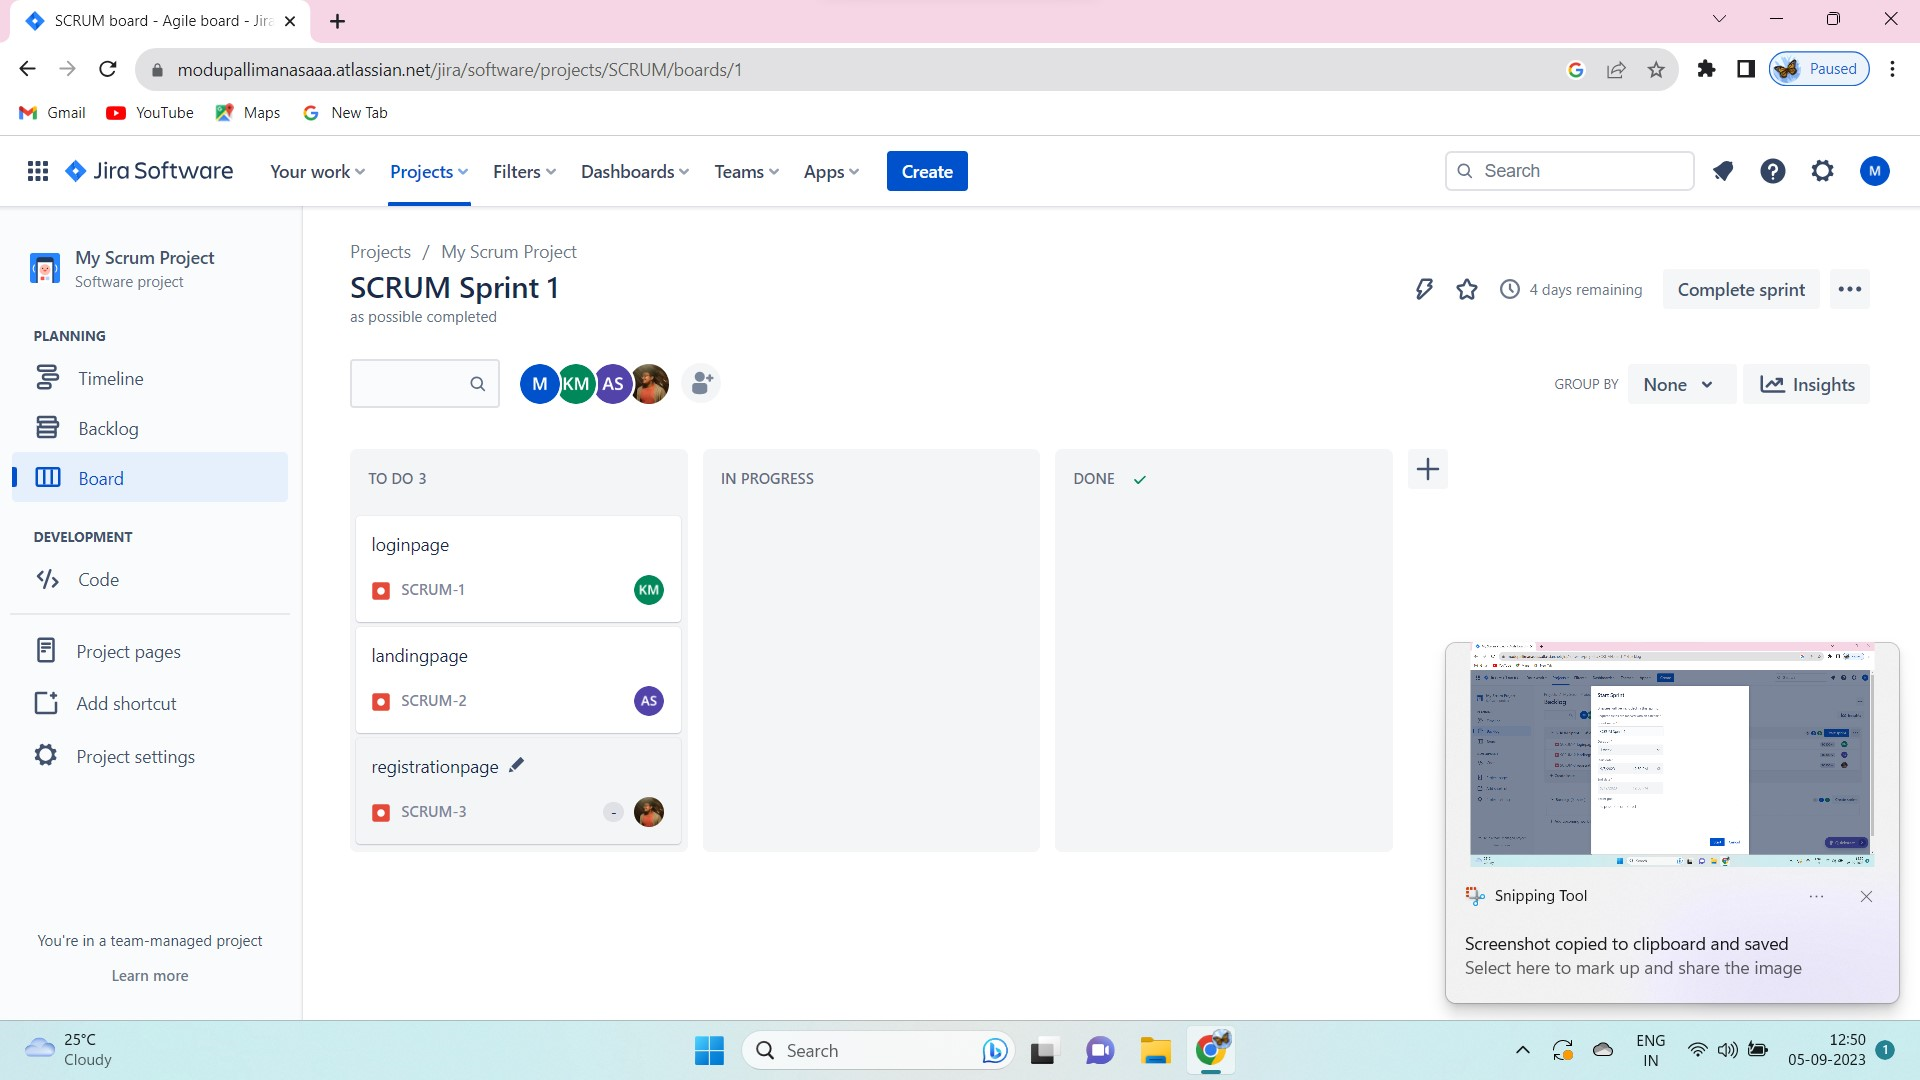 SCRUM board - Agile board - Jira
modupallimanasaaa.atlassian.net/jira/software/projects/SCRUM/boards/1
Paused
Gmail
YouTube
Maps
New Tab
Jira Software
Your work
Projects
Filters
Dashboards
Teams
Apps
Create
Search
M
My Scrum Project
Software project
PLANNING
Timeline
Backlog
Board
DEVELOPMENT
Code
Project pages
Add shortcut
Project settings
You're in a team-managed project
Learn more
Projects / My Scrum Project
SCRUM Sprint 1
as possible completed
4 days remaining
Complete sprint
M
KM
AS
GROUP BY
None
Insights
TO DO 3
loginpage
SCRUM-1
KM
landingpage
SCRUM-2
AS
registrationpage
SCRUM-3
-
IN PROGRESS
DONE
Start Sprint
Backlog
Snipping Tool
Screenshot copied to clipboard and saved
Select here to mark up and share the image
25°C
Cloudy
Search
ENG
IN
12:50
05-09-2023
1